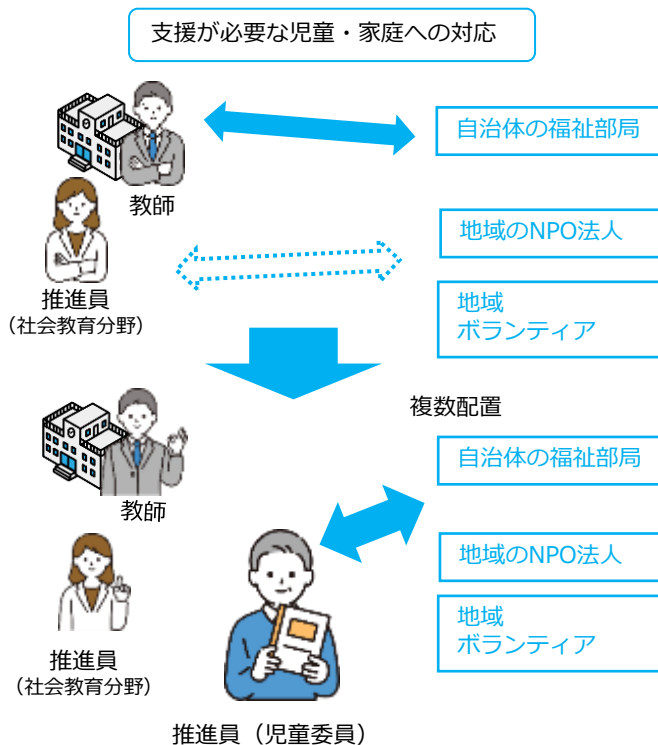 支援が必要な児童・家庭への対応
自治体の福祉部局
教師
地域のNPO法人
推進員
（社会教育分野）
地域
ボランティア
複数配置
自治体の福祉部局
教師
地域のNPO法人
地域
ボランティア
推進員
（社会教育分野）
推進員（児童委員）